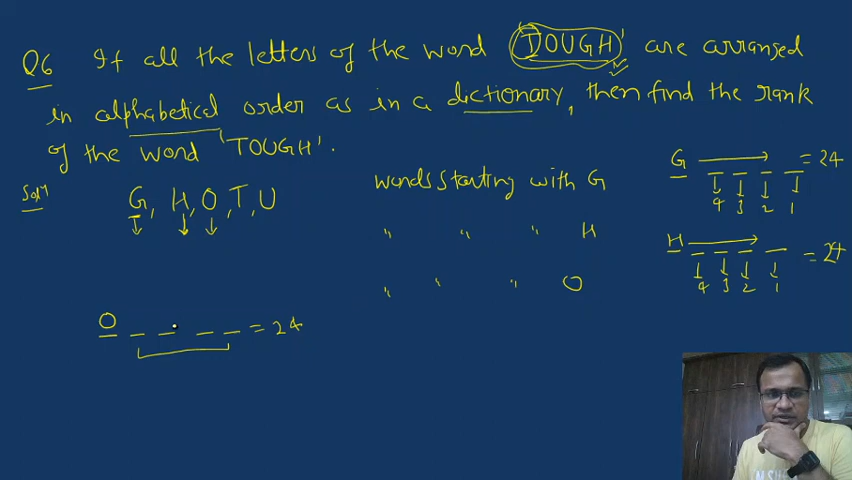 Q6 If all the letters of the word 'TOUGH' are arranged
in alphabetical order as in a dictionary, then find the rank
of the word 'TOUGH'.
Solⁿ G, H, O, T, U
words starting with G
" " " H
" " " O
G = 24
4 3 2 1
H = 24
4 3 2 1
O _ _ _ _ = 24